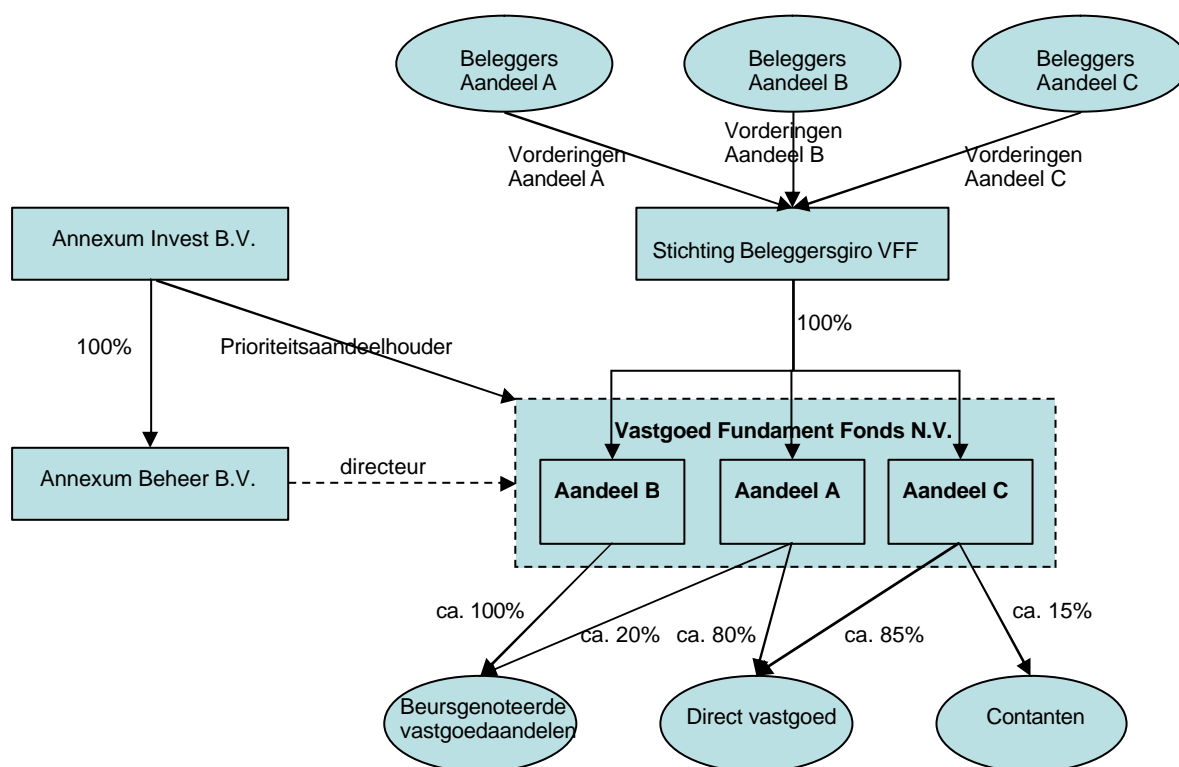 Beleggers
Aandeel A
Beleggers
Aandeel B
Beleggers
Aandeel C
Vorderingen
Aandeel A
Vorderingen
Aandeel B
Vorderingen
Aandeel C
Annexum Invest B.V.
Stichting Beleggersgiro VFF
100%
Prioriteitsaandeelhouder
100%
Vastgoed Fundament Fonds N.V.
Annexum Beheer B.V.
directeur
Aandeel B
Aandeel A
Aandeel C
ca. 100%
ca. 20%
ca. 80%
ca. 85%
ca. 15%
Beursgenoteerde
vastgoedaandelen
Direct vastgoed
Contanten